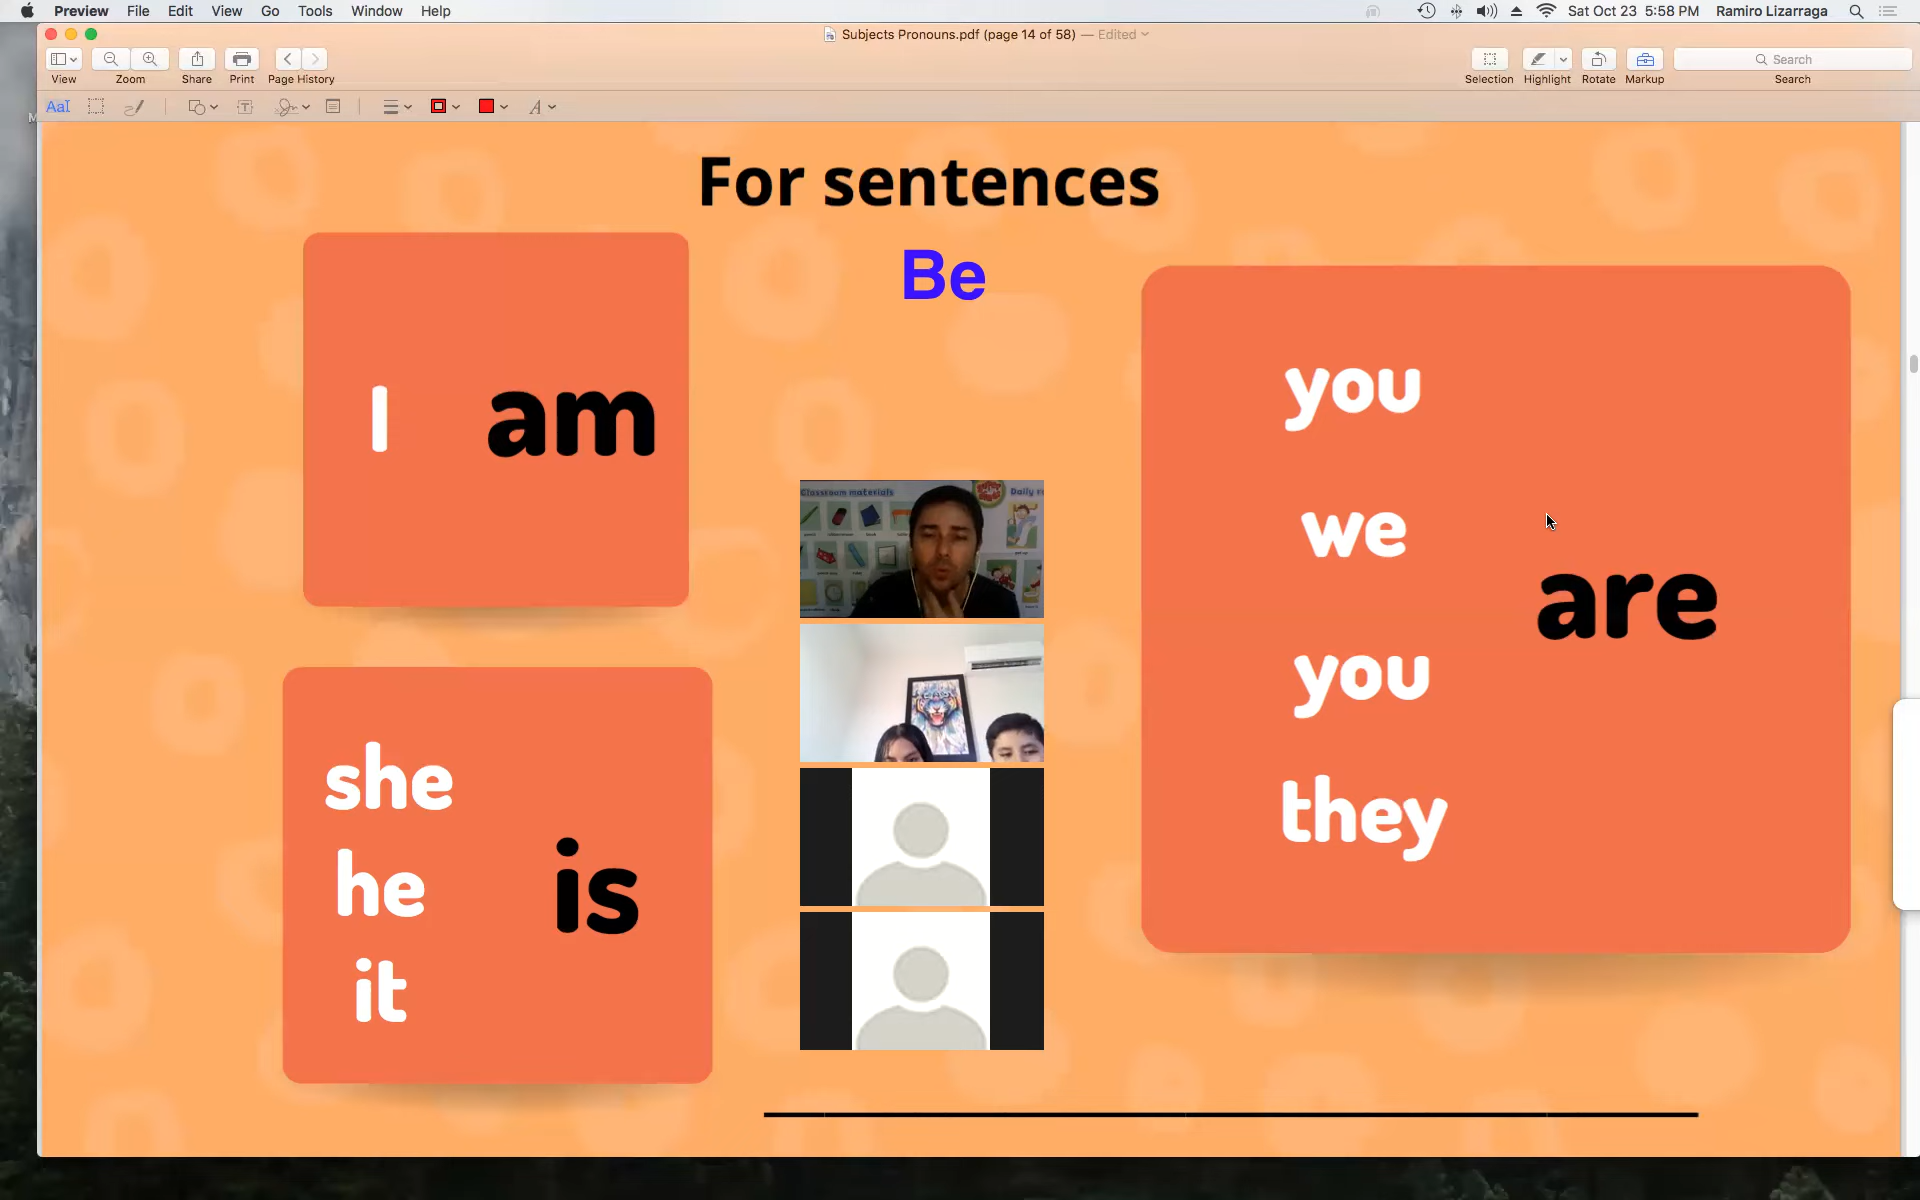 Preview File Edit View Go Tools Window Help
Sat Oct 23 5:58 PM Ramiro Lizarraga
Subjects Pronouns.pdf (page 14 of 58) — Edited
View Zoom Share Print Page History
Selection Highlight Rotate Markup Search
Search
AaI
For sentences
Be
I am
she
he
is
it
you
we
are
you
they
Classroom materials
Daily